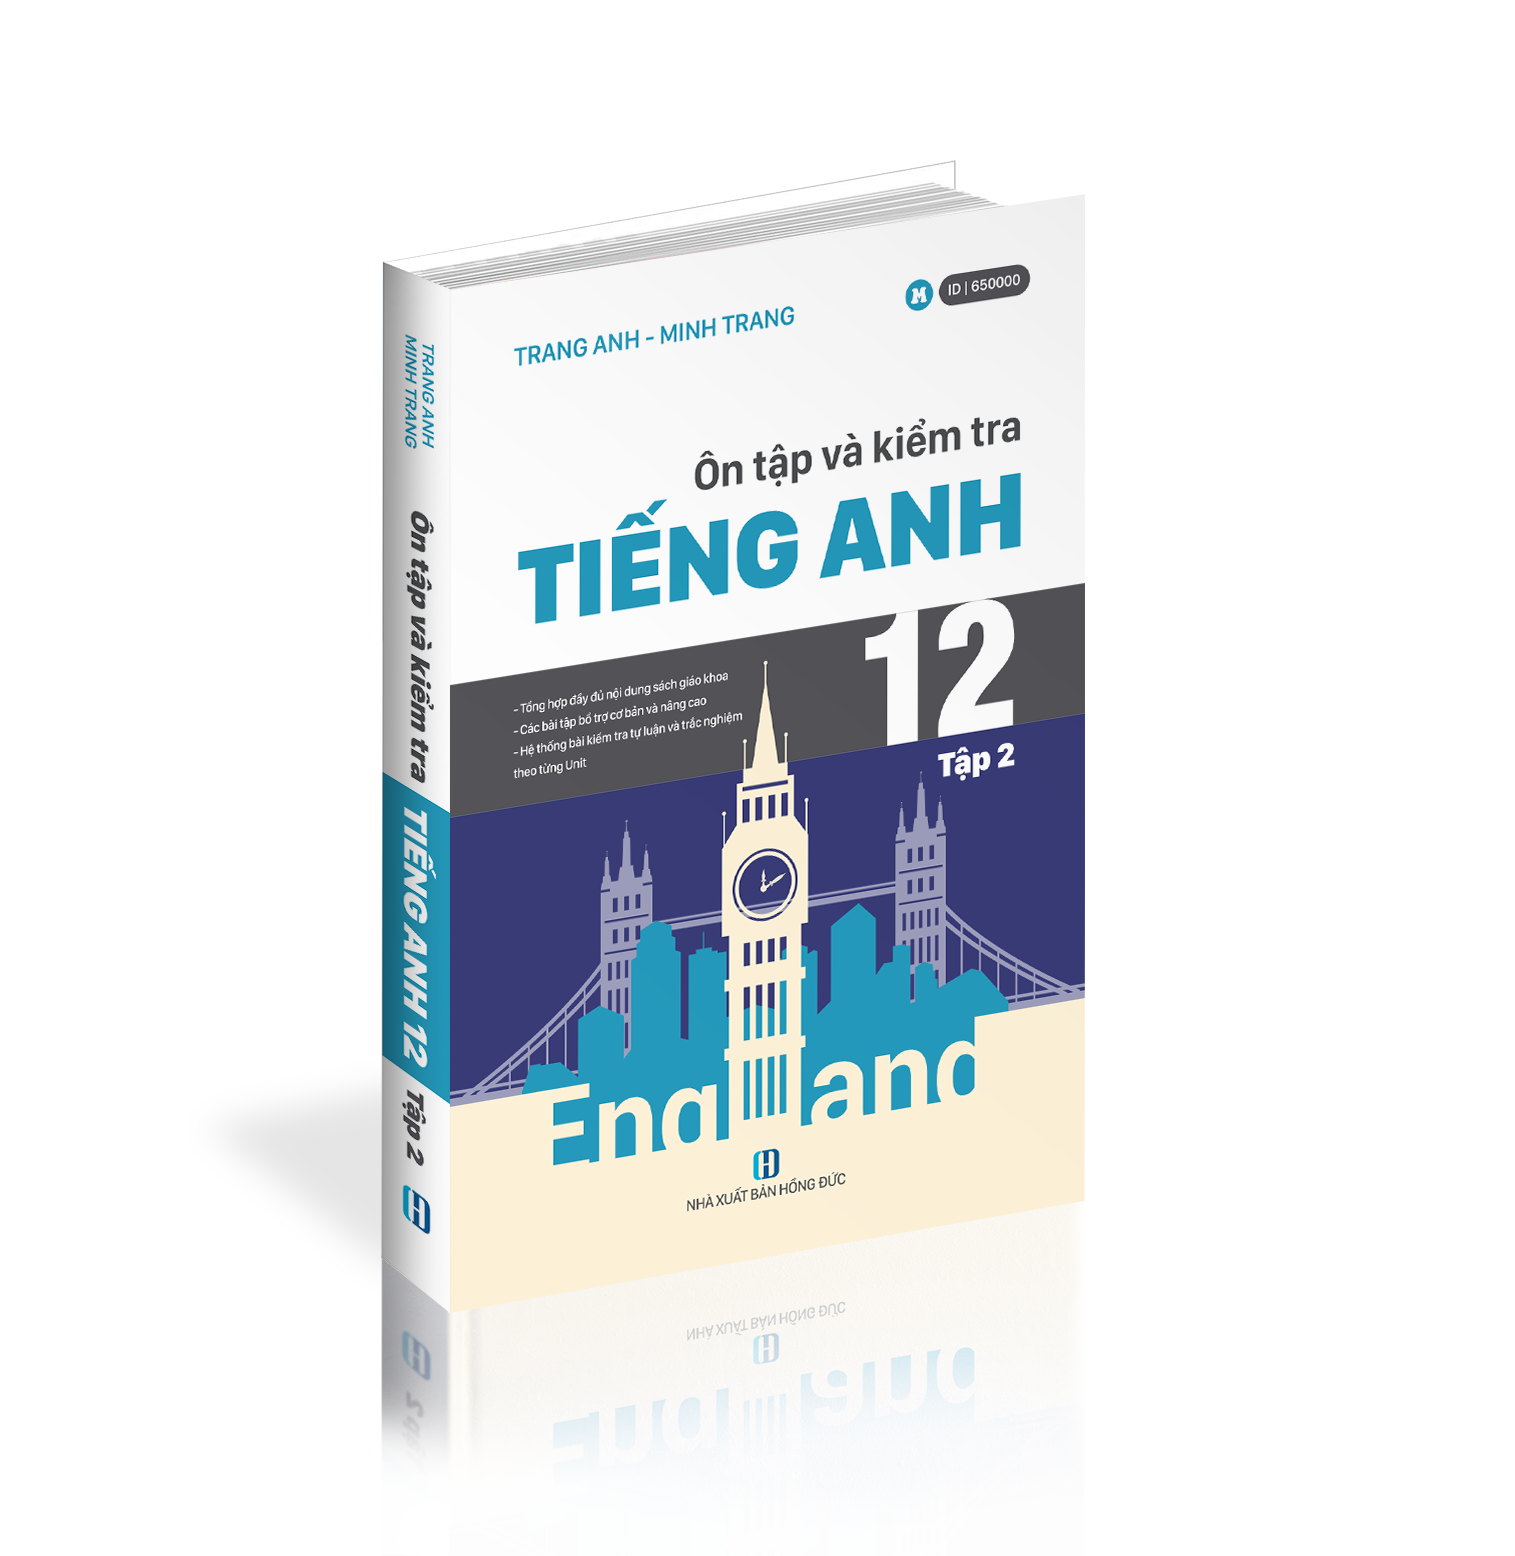 TRANG ANH - MINH TRANG
M ID | 650000
Ôn tập và kiểm tra
TIẾNG ANH
12
Tập 2
- Tổng hợp đầy đủ nội dung sách giáo khoa
- Các bài tập bổ trợ cơ bản và nâng cao
- Hệ thống bài kiểm tra tự luận và trắc nghiệm
theo từng Unit
England
NHÀ XUẤT BẢN HỒNG ĐỨC
TRANG ANH
MINH TRANG
Ôn tập và kiểm tra
TIẾNG ANH 12
Tập 2